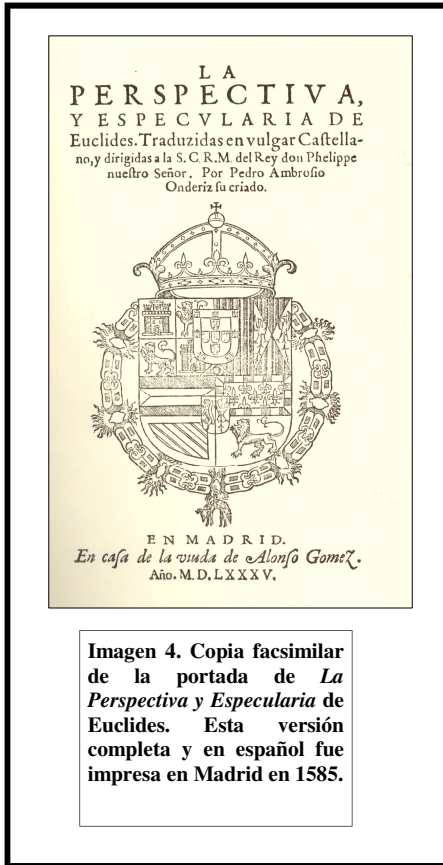 LA
PERSPECTIVA,
Y ESPECVLARIA DE
Euclides. Traduzidas en vulgar Caſtella-
no, y dirigidas a la S. C. R. M. del Rey don Phelippe
nueſtro Señor. Por Pedro Ambroſio
Onderiz ſu criado.
EN MADRID.
En caſa de la viuda de Alonſo Gomez.
Año. M. D. LXXXV.
Imagen 4. Copia facsimilar
de la portada de La
Perspectiva y Especularia de
Euclides. Esta versión
completa y en español fue
impresa en Madrid en 1585.